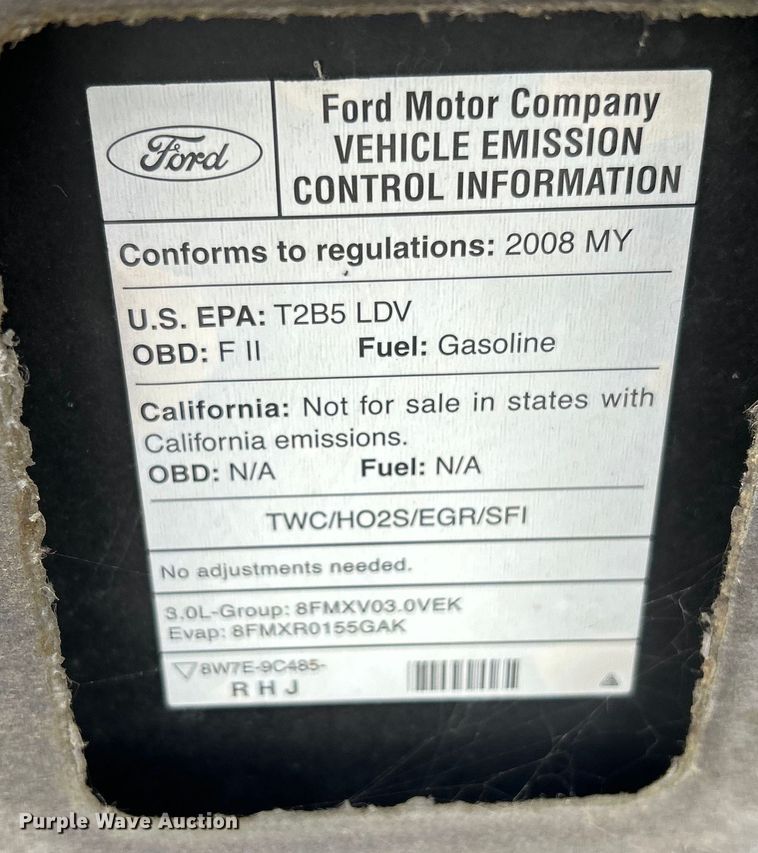 Ford
Ford Motor Company
VEHICLE EMISSION
CONTROL INFORMATION
Conforms to regulations: 2008 MY
U.S. EPA: T2B5 LDV
OBD: F II Fuel: Gasoline
California: Not for sale in states with
California emissions.
OBD: N/A Fuel: N/A
TWC/HO2S/EGR/SFI
No adjustments needed.
3.0L-Group: 8FMXV03.0VEK
Evap: 8FMXR0155GAK
8W7E-9C485-
R H J
Purple Wave Auction